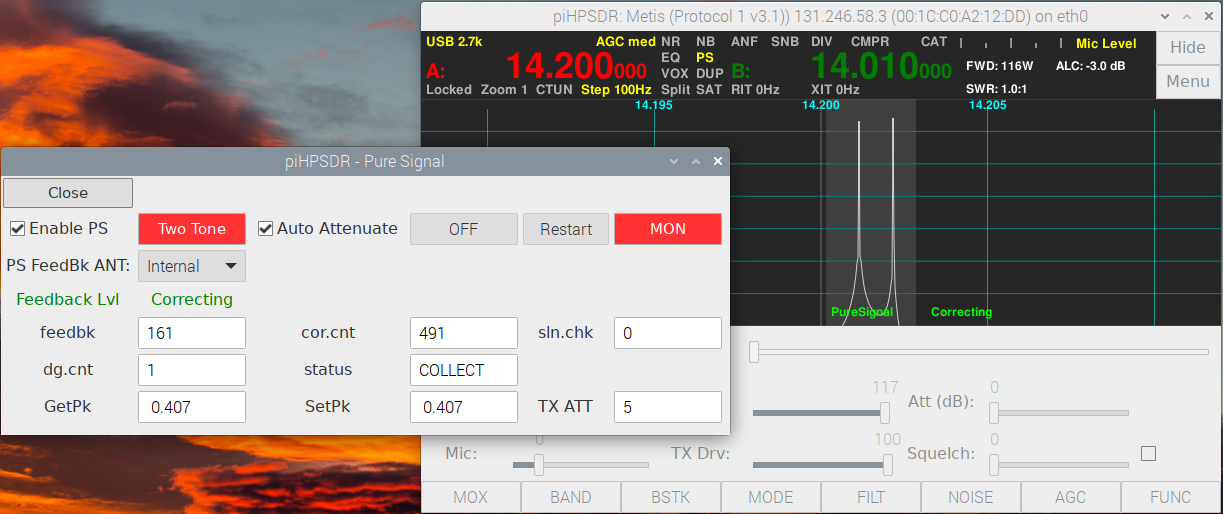 piHPSDR: Metis (Protocol 1 v3.1)) 131.246.58.3 (00:1C:C0:A2:12:DD) on eth0
USB 2.7k AGC med NR NB ANF SNB DIV CMPR CAT Mic Level Hide
A: 14.200000 EQ PS B: 14.010000 FWD: 116W ALC: -3.0 dB
VOX DUP Menu
Locked Zoom 1 CTUN Step 100Hz Split SAT RIT 0Hz XIT 0Hz SWR: 1.0:1
14.195 14.200 14.205
piHPSDR - Pure Signal
Close
Enable PS Two Tone Auto Attenuate OFF Restart MON
PS FeedBk ANT: Internal
Feedback Lvl Correcting
PureSignal Correcting
feedbk 161 cor.cnt 491 sln.chk 0
dg.cnt 1 status COLLECT
GetPk 0.407 SetPk 0.407 TX ATT 5
117 Att (dB): 0
Mic: 0 TX Drv: 100 Squelch: 0
MOX BAND BSTK MODE FILT NOISE AGC FUNC